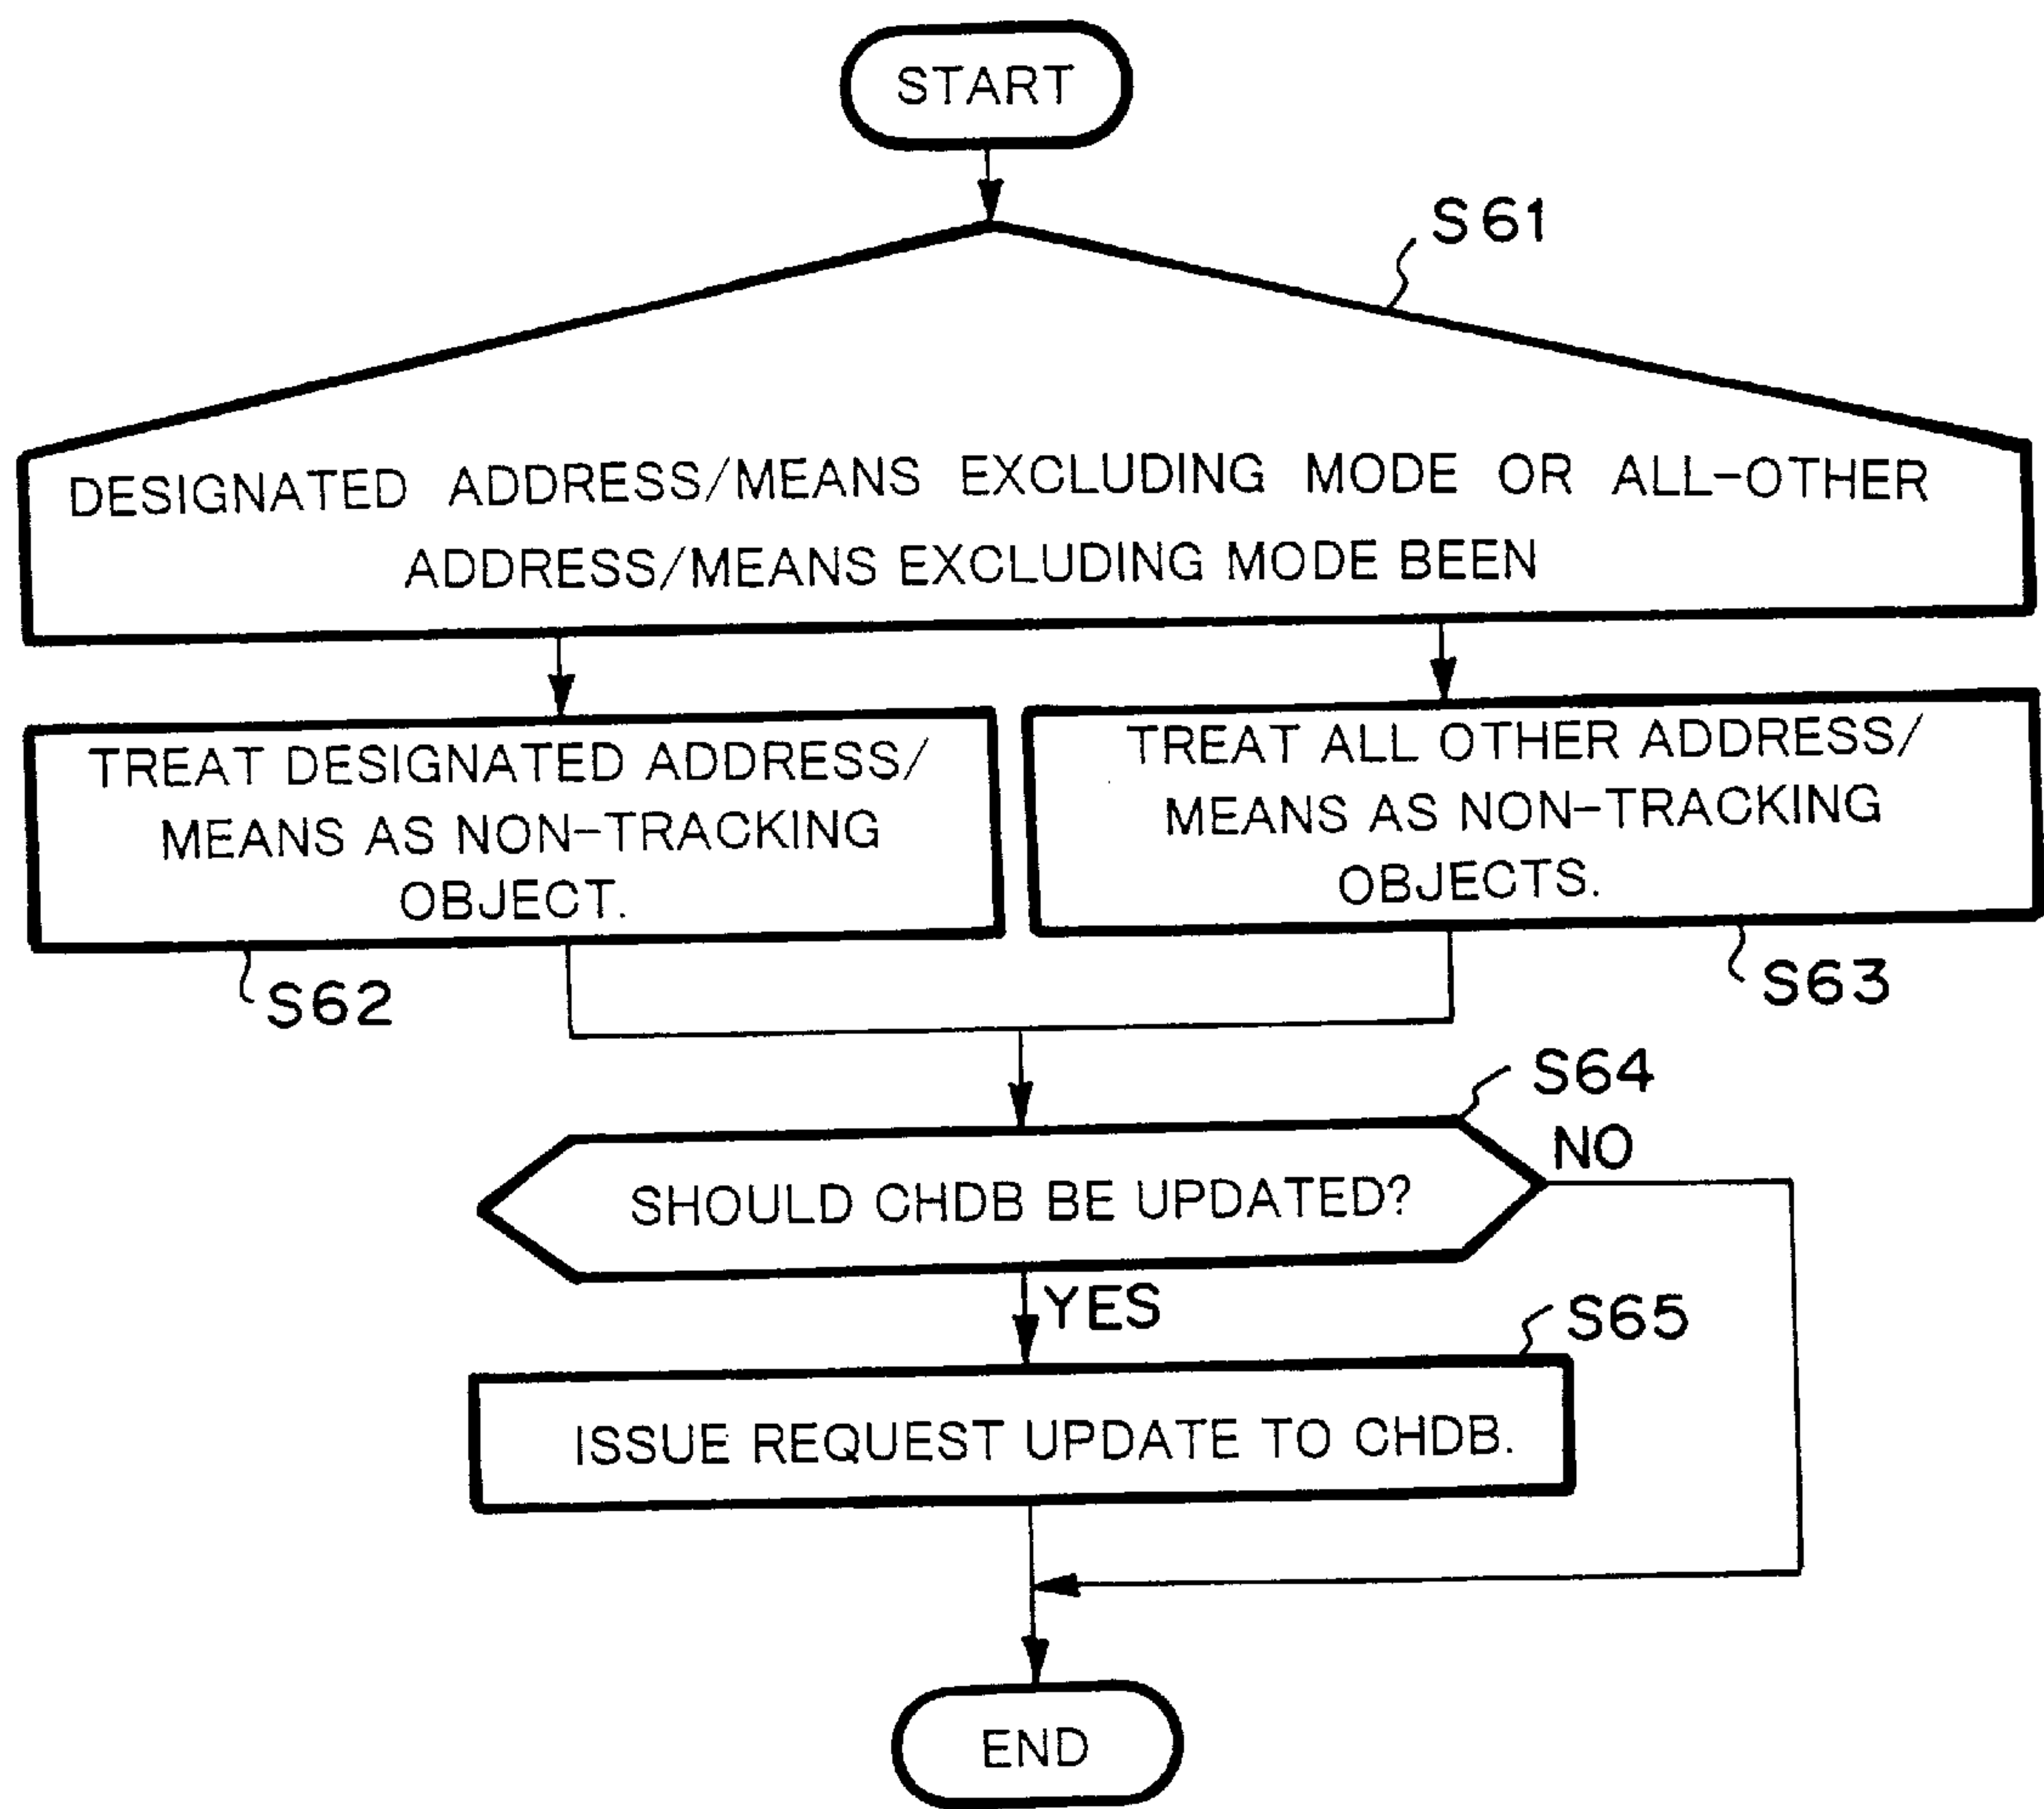 START
S61
DESIGNATED ADDRESS/MEANS EXCLUDING MODE OR ALL-OTHER
ADDRESS/MEANS EXCLUDING MODE BEEN
TREAT DESIGNATED ADDRESS/
MEANS AS NON-TRACKING
OBJECT.
S62
TREAT ALL OTHER ADDRESS/
MEANS AS NON-TRACKING
OBJECTS.
S63
S64
SHOULD CHDB BE UPDATED?
NO
YES
S65
ISSUE REQUEST UPDATE TO CHDB.
END